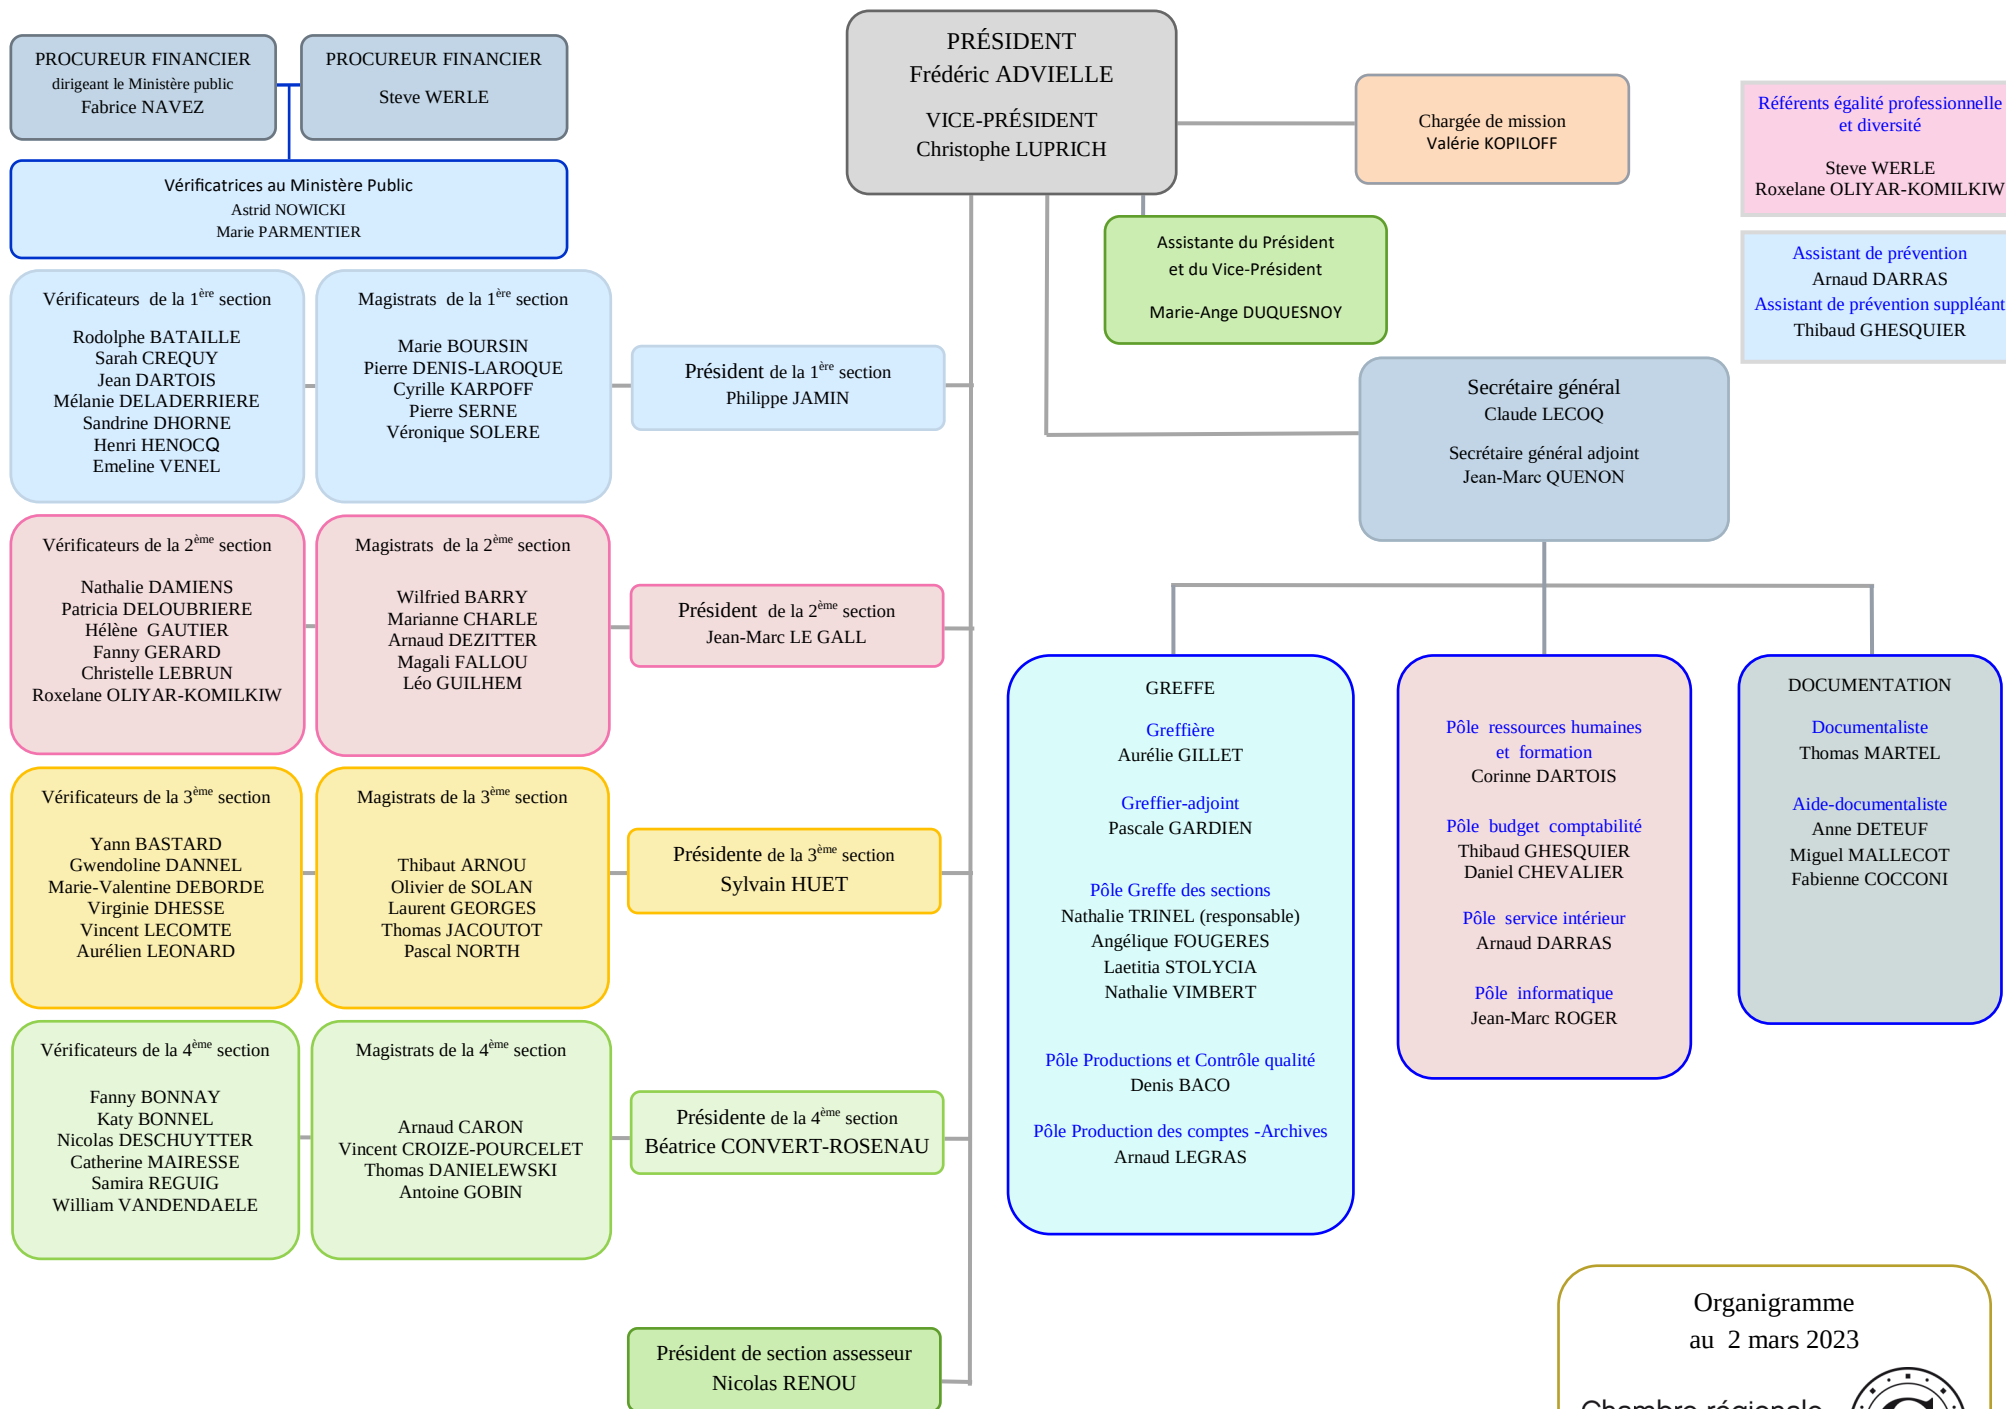 PROCUREUR FINANCIER
dirigeant le Ministère public
Fabrice NAVEZ
PROCUREUR FINANCIER
Steve WERLE
Vérificatrices au Ministère Public
Astrid NOWICKI
Marie PARMENTIER
PRÉSIDENT
Frédéric ADVIELLE
VICE-PRÉSIDENT
Christophe LUPRICH
Chargée de mission
Valérie KOPILOFF
Référents égalité professionnelle
et diversité
Steve WERLE
Roxelane OLIYAR-KOMILKIW
Assistante du Président
et du Vice-Président
Marie-Ange DUQUESNOY
Assistant de prévention
Arnaud DARRAS
Assistant de prévention suppléant
Thibaud GHESQUIER
Vérificateurs de la 1ère section
Rodolphe BATAILLE
Sarah CREQUY
Jean DARTOIS
Mélanie DELADERRIERE
Sandrine DHORNE
Henri HENOCQ
Emeline VENEL
Magistrats de la 1ère section
Marie BOURSIN
Pierre DENIS-LAROQUE
Cyrille KARPOFF
Pierre SERNE
Véronique SOLERE
Président de la 1ère section
Philippe JAMIN
Secrétaire général
Claude LECOQ
Secrétaire général adjoint
Jean-Marc QUENON
Vérificateurs de la 2ème section
Nathalie DAMIENS
Patricia DELOUBRIERE
Hélène GAUTIER
Fanny GERARD
Christelle LEBRUN
Roxelane OLIYAR-KOMILKIW
Magistrats de la 2ème section
Wilfried BARRY
Marianne CHARLE
Arnaud DEZITTER
Magali FALLOU
Léo GUILHEM
Président de la 2ème section
Jean-Marc LE GALL
Vérificateurs de la 3ème section
Yann BASTARD
Gwendoline DANNEL
Marie-Valentine DEBORDE
Virginie DHESSE
Vincent LECOMTE
Aurélien LEONARD
Magistrats de la 3ème section
Thibaut ARNOU
Olivier de SOLAN
Laurent GEORGES
Thomas JACOUTOT
Pascal NORTH
Présidente de la 3ème section
Sylvain HUET
Vérificateurs de la 4ème section
Fanny BONNAY
Katy BONNEL
Nicolas DESCHUYTTER
Catherine MAIRESSE
Samira REGUIG
William VANDENDAELE
Magistrats de la 4ème section
Arnaud CARON
Vincent CROIZE-POURCELET
Thomas DANIELEWSKI
Antoine GOBIN
Présidente de la 4ème section
Béatrice CONVERT-ROSENAU
Président de section assesseur
Nicolas RENOU
GREFFE
Greffière
Aurélie GILLET
Greffier-adjoint
Pascale GARDIEN
Pôle Greffe des sections
Nathalie TRINEL (responsable)
Angélique FOUGERES
Laetitia STOLYCIA
Nathalie VIMBERT
Pôle Productions et Contrôle qualité
Denis BACO
Pôle Production des comptes -Archives
Arnaud LEGRAS
Pôle ressources humaines
et formation
Corinne DARTOIS
Pôle budget comptabilité
Thibaud GHESQUIER
Daniel CHEVALIER
Pôle service intérieur
Arnaud DARRAS
Pôle informatique
Jean-Marc ROGER
DOCUMENTATION
Documentaliste
Thomas MARTEL
Aide-documentaliste
Anne DETEUF
Miguel MALLECOT
Fabienne COCCONI
Organigramme
au 2 mars 2023
Chambre régionale